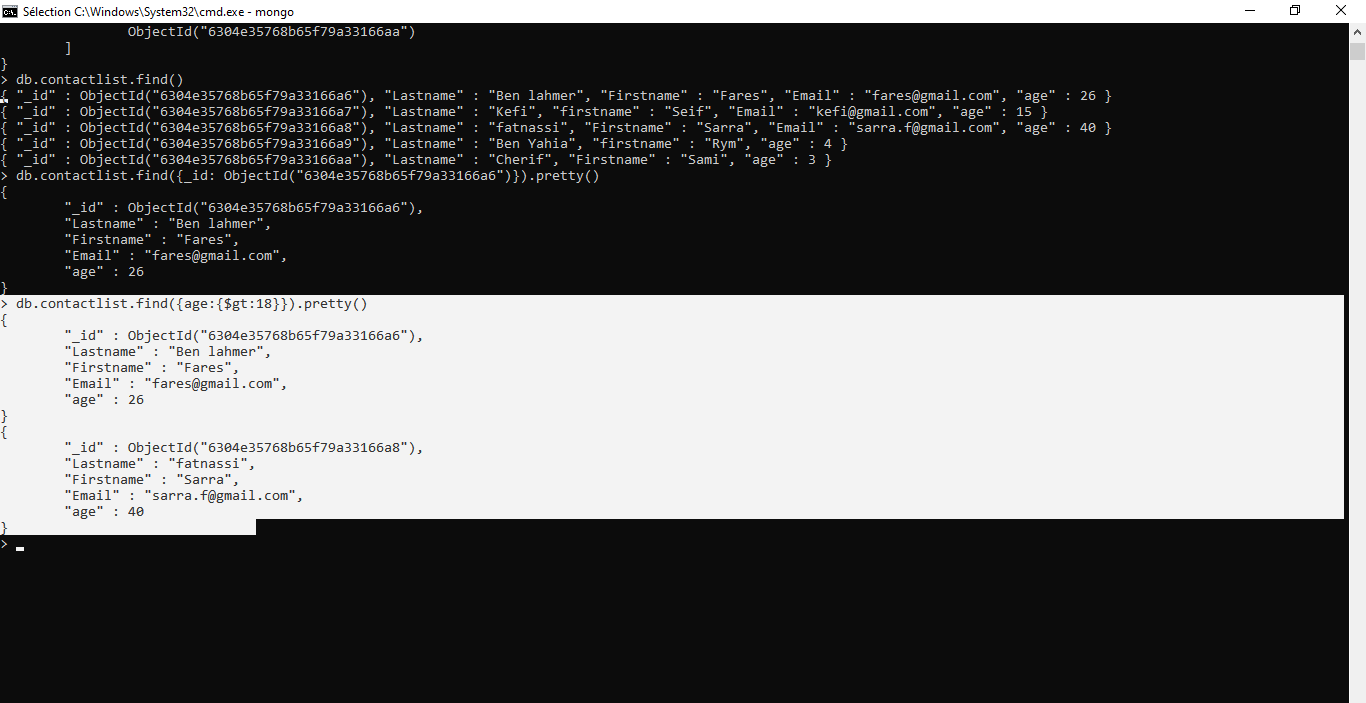 Sélection C:\Windows\System32\cmd.exe - mongo
ObjectId("6304e35768b65f79a33166aa")
]
}
> db.contactlist.find()
{ "_id" : ObjectId("6304e35768b65f79a33166a6"), "Lastname" : "Ben lahmer", "Firstname" : "Fares", "Email" : "fares@gmail.com", "age" : 26 }
{ "_id" : ObjectId("6304e35768b65f79a33166a7"), "Lastname" : "Kefi", "firstname" : "Seif", "Email" : "kefi@gmail.com", "age" : 15 }
{ "_id" : ObjectId("6304e35768b65f79a33166a8"), "Lastname" : "fatnassi", "Firstname" : "Sarra", "Email" : "sarra.f@gmail.com", "age" : 40 }
{ "_id" : ObjectId("6304e35768b65f79a33166a9"), "Lastname" : "Ben Yahia", "firstname" : "Rym", "age" : 4 }
{ "_id" : ObjectId("6304e35768b65f79a33166aa"), "Lastname" : "Cherif", "Firstname" : "Sami", "age" : 3 }
> db.contactlist.find({_id: ObjectId("6304e35768b65f79a33166a6")}).pretty()
{
"_id" : ObjectId("6304e35768b65f79a33166a6"),
"Lastname" : "Ben lahmer",
"Firstname" : "Fares",
"Email" : "fares@gmail.com",
"age" : 26
}
> db.contactlist.find({age:{$gt:18}}).pretty()
{
"_id" : ObjectId("6304e35768b65f79a33166a6"),
"Lastname" : "Ben lahmer",
"Firstname" : "Fares",
"Email" : "fares@gmail.com",
"age" : 26
}
{
"_id" : ObjectId("6304e35768b65f79a33166a8"),
"Lastname" : "fatnassi",
"Firstname" : "Sarra",
"Email" : "sarra.f@gmail.com",
"age" : 40
}
>